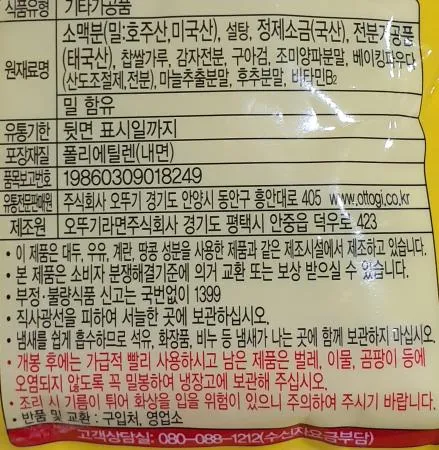 식품유형 기타가공품
원재료명 소맥분(밀:호주산,미국산), 설탕, 정제소금(국산), 전분가공품
(태국산), 찹쌀가루, 감자전분, 구아검, 조미양파분말, 베이킹파우다
(산도조절제,전분), 마늘추출분말, 후추분말, 비타민B₂
밀 함유
유통기한 뒷면 표시일까지
포장재질 폴리에틸렌(내면)
품목보고번호 19860309018249
유통전문판매원 주식회사 오뚜기 경기도 안양시 동안구 흥안대로 405 www.ottogi.co.kr
제조원 오뚜기라면주식회사 경기도 평택시 안중읍 덕우로 423
• 이 제품은 대두, 우유, 계란, 땅콩 성분을 사용한 제품과 같은 제조시설에서 제조하고 있습니다.
• 본 제품은 소비자 분쟁해결기준에 의거 교환 또는 보상 받으실 수 있습니다.
• 부정·불량식품 신고는 국번없이 1399
• 직사광선을 피하여 서늘한 곳에 보관하십시오.
• 냄새를 쉽게 흡수하므로 석유, 화장품, 비누 등 냄새가 나는 곳에 함께 보관하지 마십시오.
• 개봉 후에는 가급적 빨리 사용하시고 남은 제품은 벌레, 이물, 곰팡이 등에
오염되지 않도록 꼭 밀봉하여 냉장고에 보관해 주십시오.
• 조리 시 기름이 튀어 화상을 입을 위험이 있으니 주의하여 주시기 바랍니다.
• 반품 및 교환 : 구입처, 영업소
고객상담실: 080-088-1212(수신자요금부담)